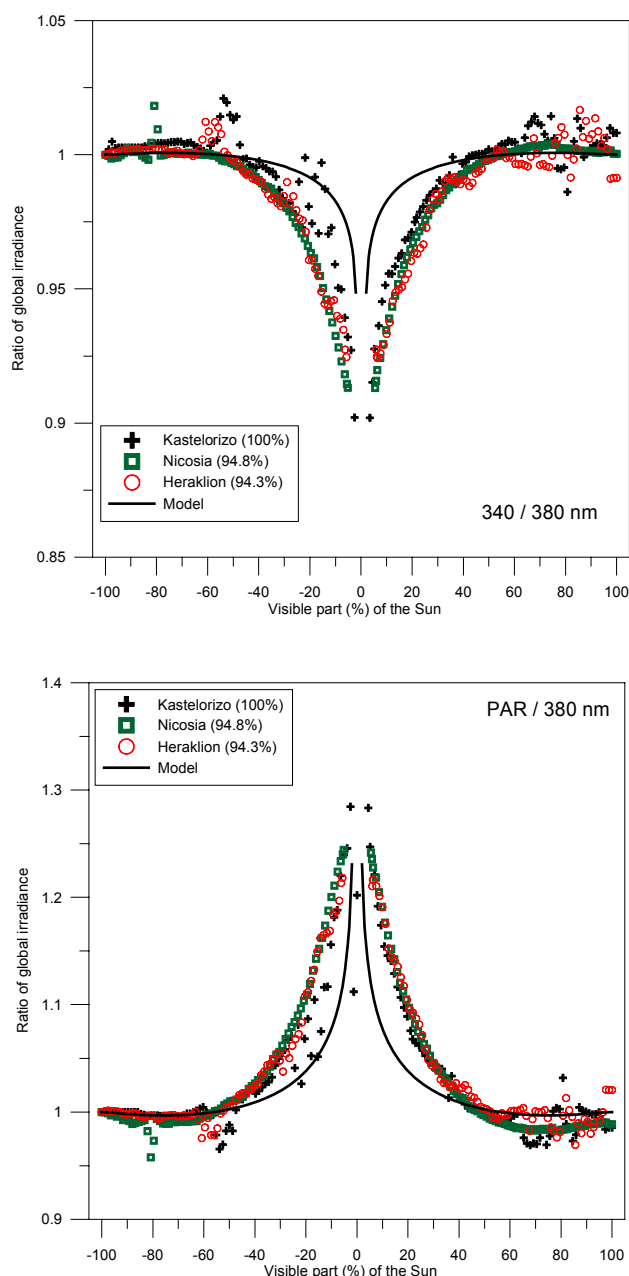 1.05
1.025
1
0.95
0.9
0.85
Ratio of global irradiance
Kastelorizo (100%)
Nicosia (94.8%)
Heraklion (94.3%)
Model
340 / 380 nm
-100 -80 -60 -40 -20 0 20 40 60 80 100
Visible part (%) of the Sun
1.4
1.3
1.2
1.1
1
0.9
Ratio of global irradiance
Kastelorizo (100%)
Nicosia (94.8%)
Heraklion (94.3%)
Model
PAR / 380 nm
-100 -80 -60 -40 -20 0 20 40 60 80 100
Visible part (%) of the Sun